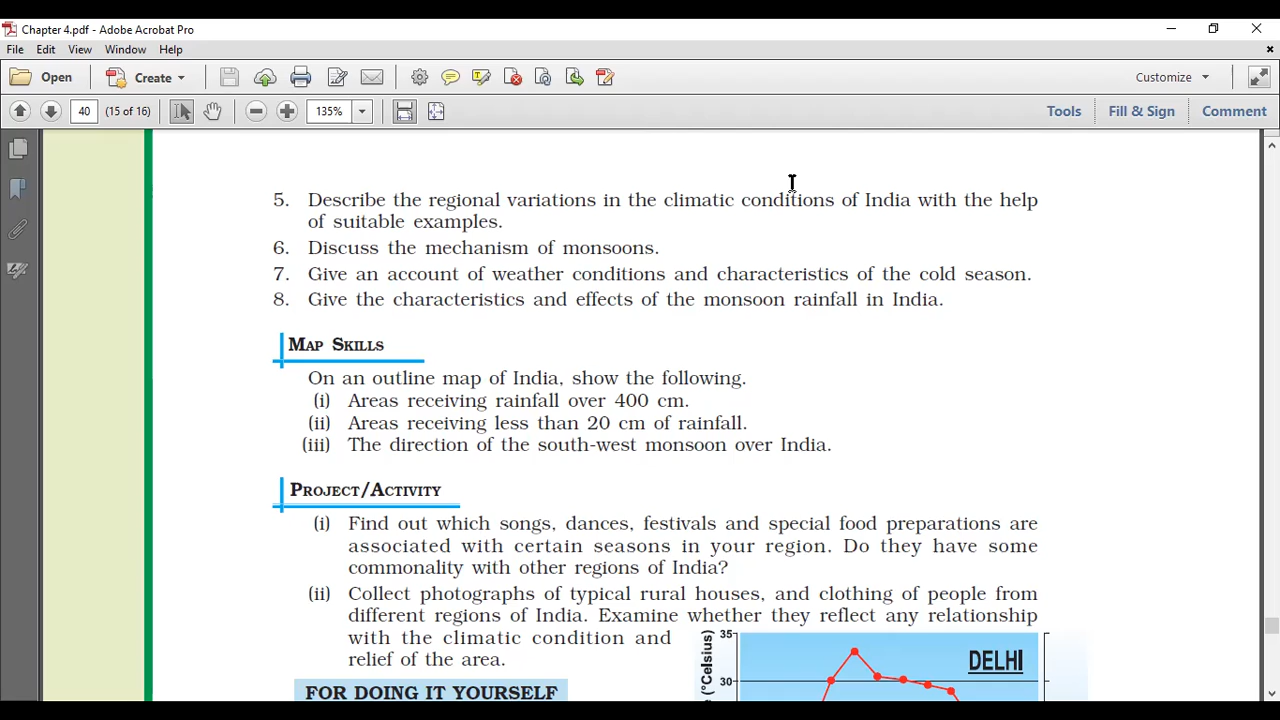 Chapter 4.pdf - Adobe Acrobat Pro
File Edit View Window Help
Open Create Customize
40 (15 of 16) 135% Tools Fill & Sign Comment
5. Describe the regional variations in the climatic conditions of India with the help
of suitable examples.
6. Discuss the mechanism of monsoons.
7. Give an account of weather conditions and characteristics of the cold season.
8. Give the characteristics and effects of the monsoon rainfall in India.
MAP SKILLS
On an outline map of India, show the following.
(i) Areas receiving rainfall over 400 cm.
(ii) Areas receiving less than 20 cm of rainfall.
(iii) The direction of the south-west monsoon over India.
PROJECT/ACTIVITY
(i) Find out which songs, dances, festivals and special food preparations are
associated with certain seasons in your region. Do they have some
commonality with other regions of India?
(ii) Collect photographs of typical rural houses, and clothing of people from
different regions of India. Examine whether they reflect any relationship
with the climatic condition and
relief of the area.
FOR DOING IT YOURSELF
(°Celsius)
35
30
DELHI